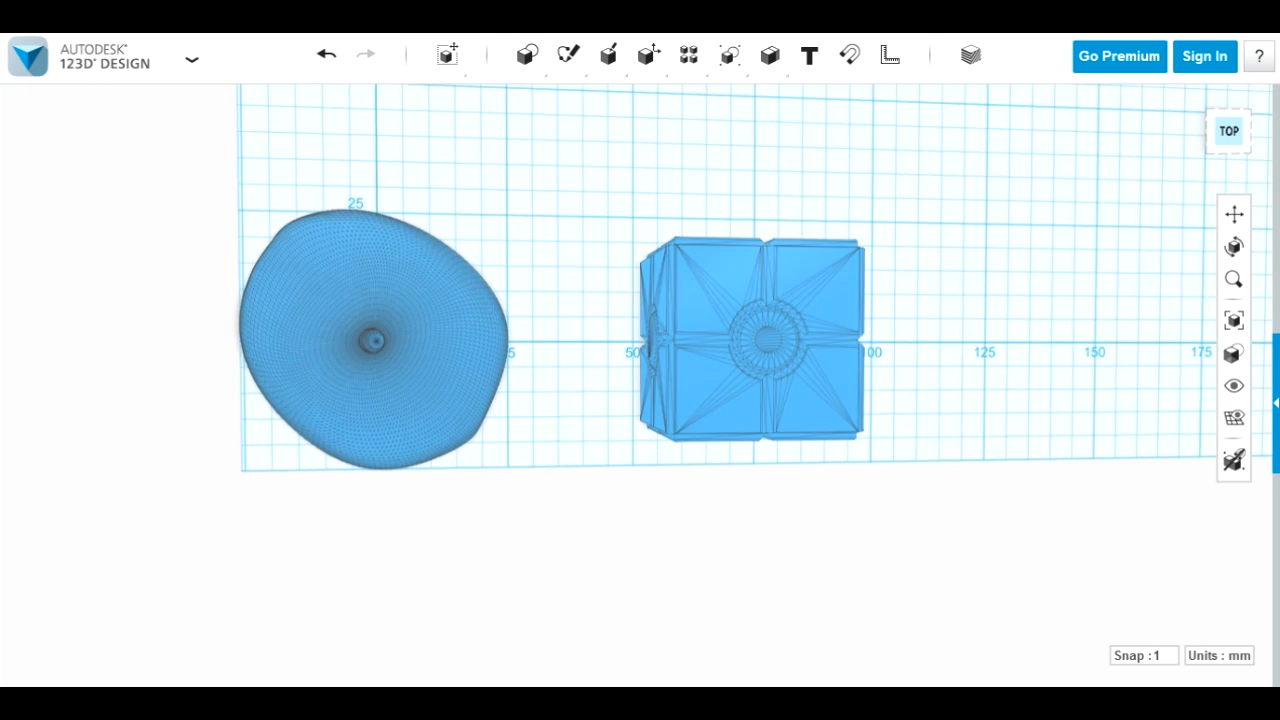 AUTODESK®
123D® DESIGN
T
Go Premium
Sign In
?
TOP
25
5
50
00
125
150
175
Snap : 1
Units : mm